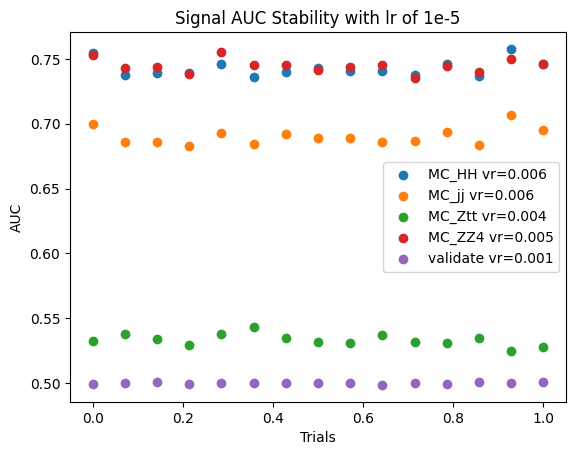 Signal AUC Stability with lr of 1e-5
AUC
0.75
0.70
0.65
0.60
0.55
0.50
MC_HH vr=0.006
MC_jj vr=0.006
MC_Ztt vr=0.004
MC_ZZ4 vr=0.005
validate vr=0.001
0.0
0.2
0.4
0.6
0.8
1.0
Trials